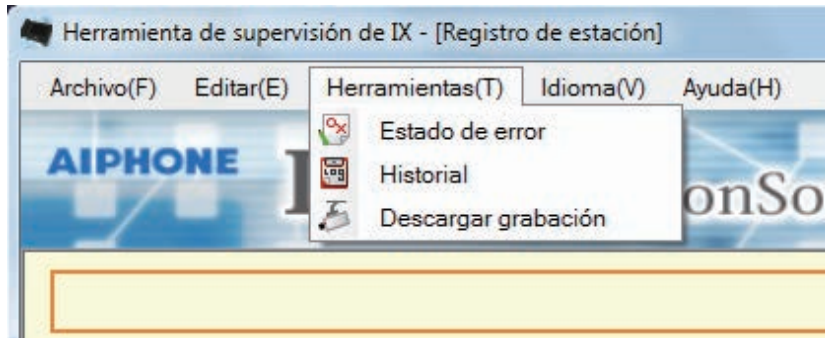 Herramienta de supervisión de IX - [Registro de estación]
Archivo(F) Editar(E) Herramientas(T) Idioma(V) Ayuda(H)
Estado de error
AIPHONE
Historial
Descargar grabación